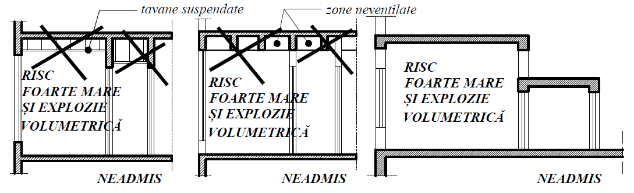 tavane suspendate
zone neventilate
RISC
FOARTE MARE
ȘI EXPLOZIE
VOLUMETRICĂ
NEADMIS
RISC
FOARTE MARE
ȘI EXPLOZIE
VOLUMETRICĂ
NEADMIS
RISC
FOARTE MARE
ȘI EXPLOZIE
VOLUMETRICĂ
NEADMIS